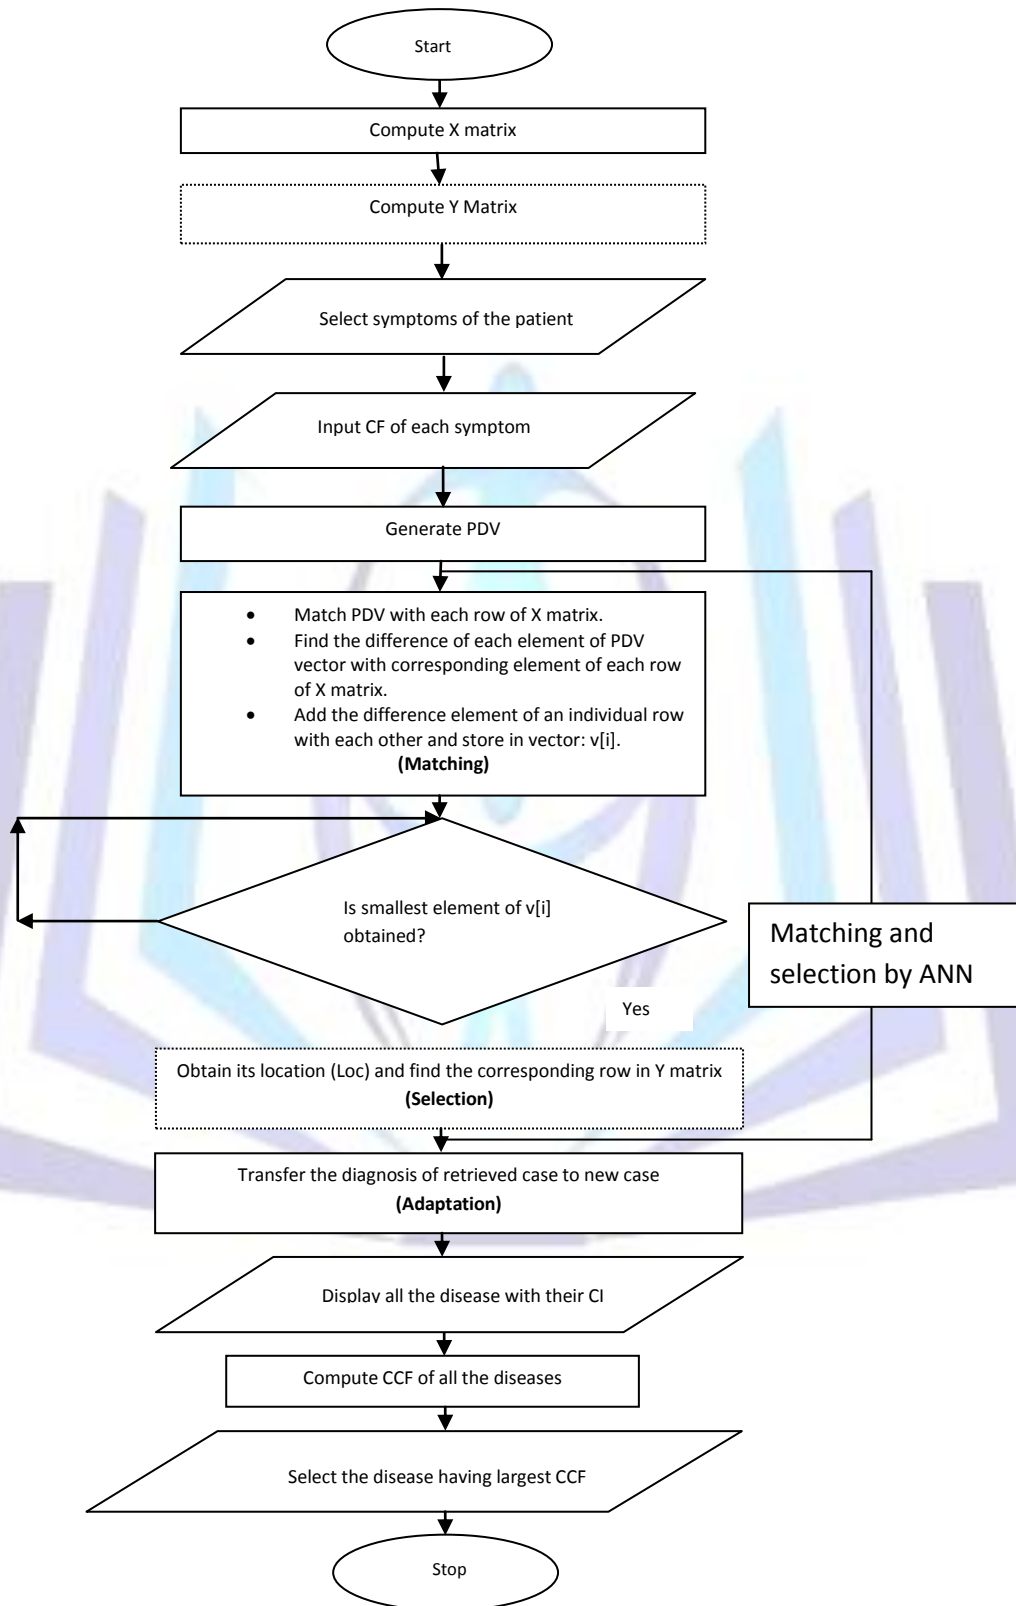 Start
Compute X matrix
Compute Y Matrix
Select symptoms of the patient
Input CF of each symptom
Generate PDV
• Match PDV with each row of X matrix.
• Find the difference of each element of PDV
vector with corresponding element of each row
of X matrix.
• Add the difference element of an individual row
with each other and store in vector: v[i].
(Matching)
Is smallest element of v[i]
obtained?
Matching and
selection by ANN
Yes
Obtain its location (Loc) and find the corresponding row in Y matrix
(Selection)
Transfer the diagnosis of retrieved case to new case
(Adaptation)
Display all the disease with their
Compute CCF of all the diseases
Select the disease having largest CCF
Stop